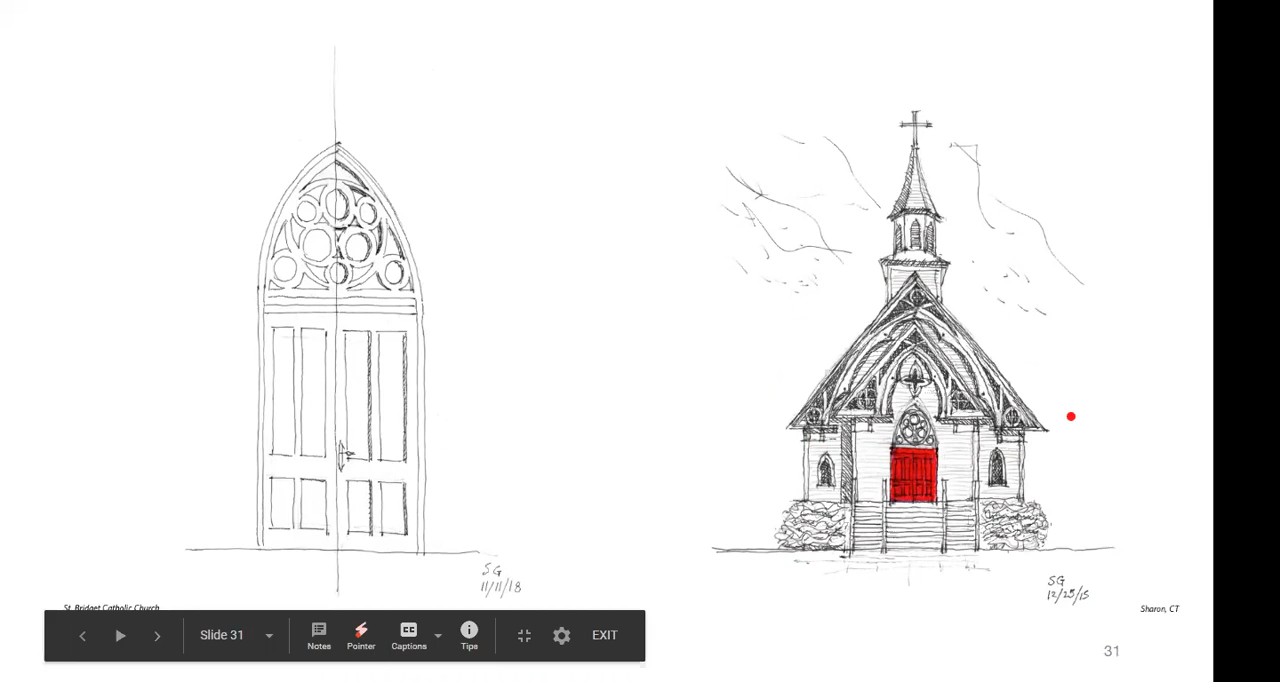 SG
11/11/18
St. Bridget Catholic Church
SG
12/25/15
Sharon, CT
31
Slide 31
Notes
Pointer
CC
Captions
Tips
EXIT